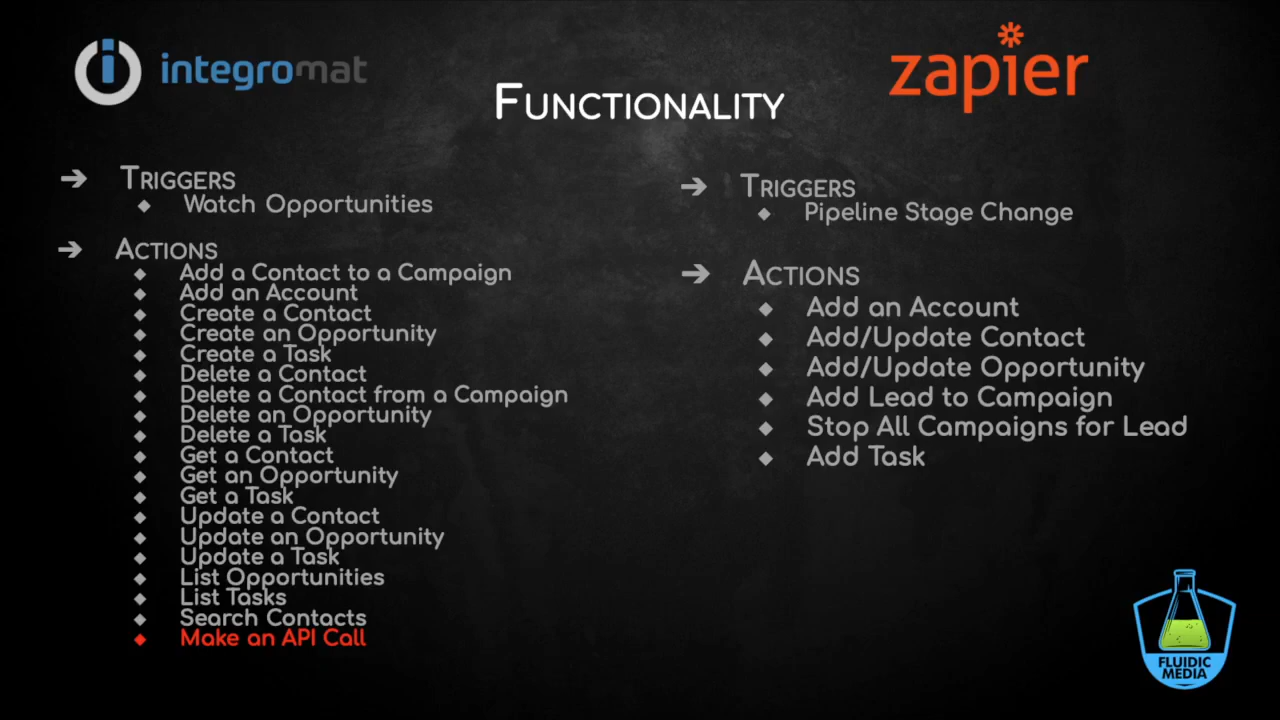 integromat
zapier
FUNCTIONALITY
TRIGGERS
Watch Opportunities
ACTIONS
Add a Contact to a Campaign
Add an Account
Create a Contact
Create an Opportunity
Create a Task
Delete a Contact
Delete a Contact from a Campaign
Delete an Opportunity
Delete a Task
Get a Contact
Get an Opportunity
Get a Task
Update a Contact
Update an Opportunity
Update a Task
List Opportunities
List Tasks
Search Contacts
Make an API Call
TRIGGERS
Pipeline Stage Change
ACTIONS
Add an Account
Add/Update Contact
Add/Update Opportunity
Add Lead to Campaign
Stop All Campaigns for Lead
Add Task
FLUIDIC
MEDIA